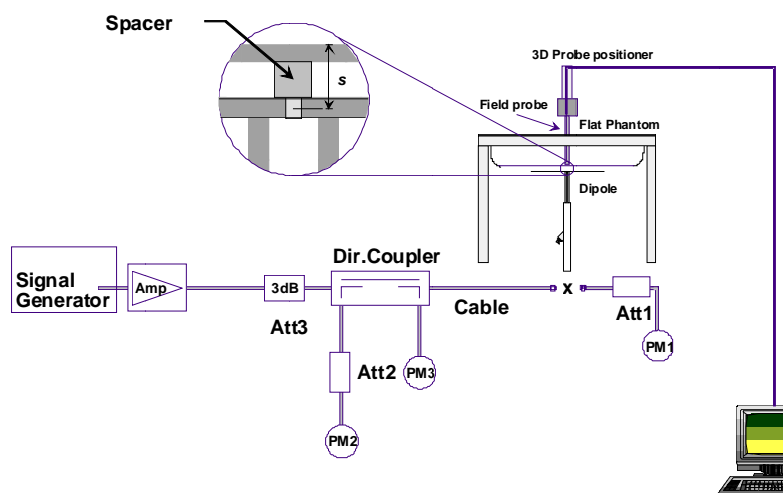 Spacer
s
3D Probe positioner
Field probe
Flat Phantom
Dipole
Signal
Generator
Amp
3dB
Att3
Dir.Coupler
Att2
PM2
PM3
Cable
x
Att1
PM1